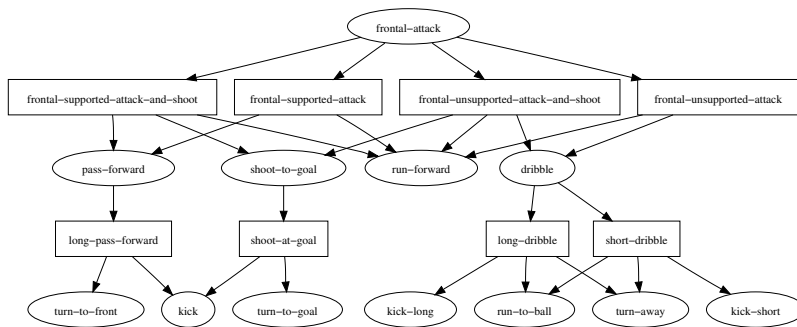 frontal−attack
frontal−supported−attack−and−shoot
frontal−supported−attack
frontal−unsupported−attack−and−shoot
frontal−unsupported−attack
pass−forward
shoot−to−goal
run−forward
dribble
long−pass−forward
shoot−at−goal
long−dribble
short−dribble
turn−to−front
kick
turn−to−goal
kick−long
run−to−ball
turn−away
kick−short